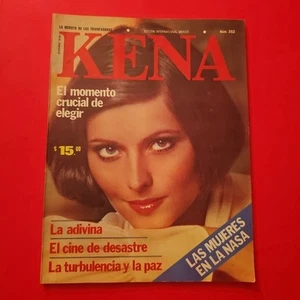 LA REVISTA DE LAS TRIUNFADORAS
EDICION INTERNACIONAL MEXICO
Núm. 352
KENA
El momento
crucial de
elegir
$ 15.00
La adivina
El cine de desastre
La turbulencia y la paz
LAS MUJERES
EN LA NASA